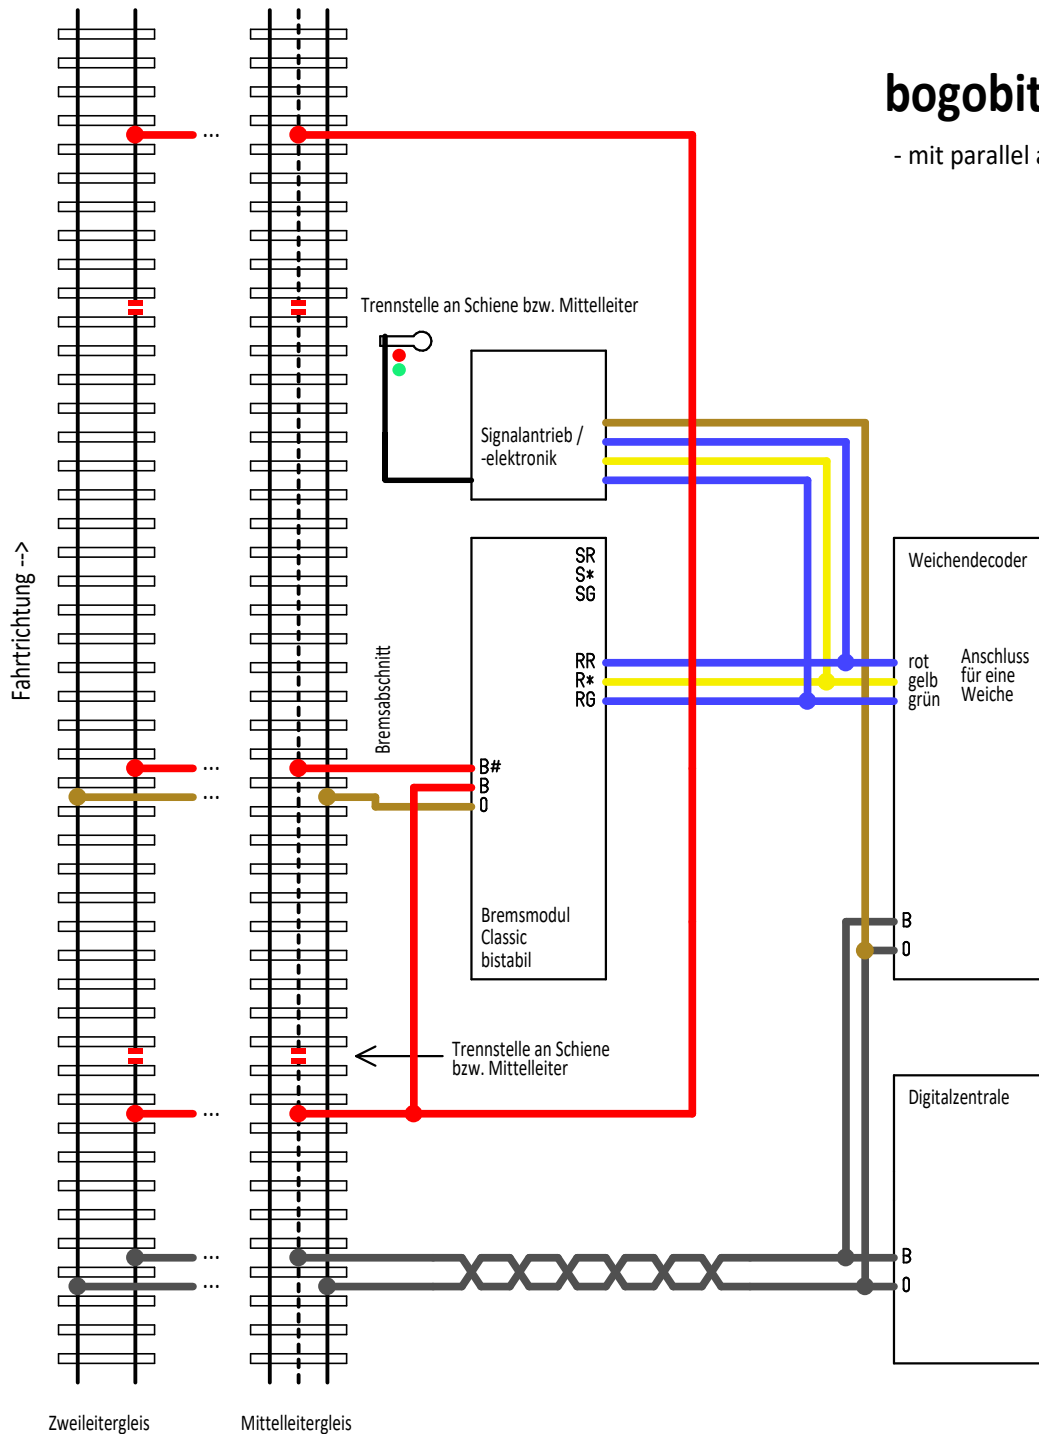 bogobit
- mit parallel a
...
...
Trennstelle an Schiene bzw. Mittelleiter
Signalantrieb /
-elektronik
Fahrtrichtung -->
Bremsabschnitt
SR
S*
SG
RR
R*
RG
B#
B
0
Bremsmodul
Classic
bistabil
Weichendecoder
rot
gelb
grün
Anschluss
für eine
Weiche
B
0
...
...
Trennstelle an Schiene
bzw. Mittelleiter
...
Digitalzentrale
B
0
...
...
Zweileitergleis
Mittelleitergleis